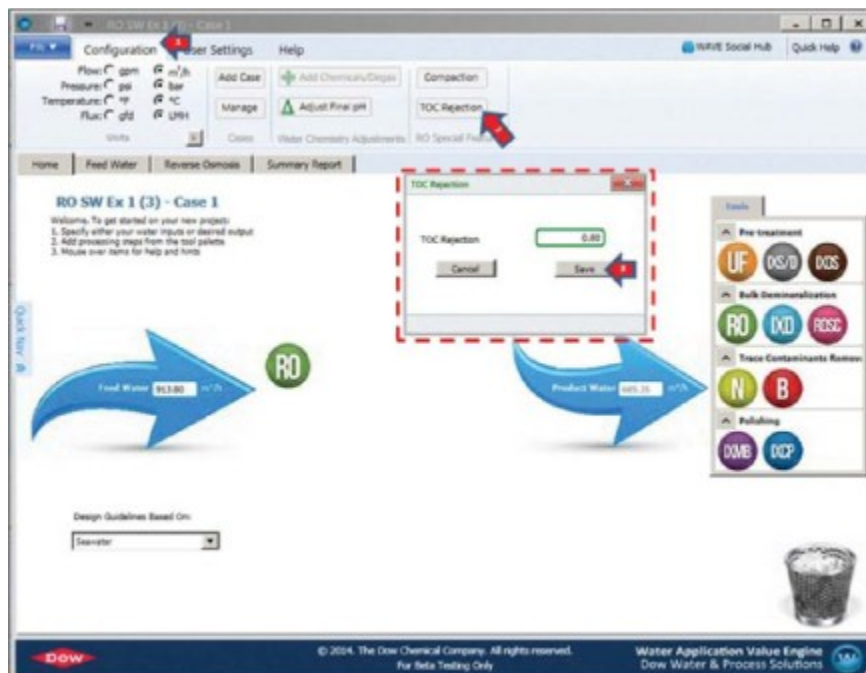 RO SW Ex 1 (3) - Case 1
File
Configuration
User Settings
Help
WAVE Social Hub
Quick Help
Flow: gpm m³/h
Pressure: psi bar
Temperature: °F °C
Flux: gfd LMH
Units
Add Case
Manage
Cases
Add Chemicals/Degas
Adjust Final pH
Water Chemistry Adjustments
Compaction
TOC Rejection
RO Special
1
2
Home
Feed Water
Reverse Osmosis
Summary Report
RO SW Ex 1 (3) - Case 1
Welcome. To get started on your new project:
1. Specify either your water inputs or desired output
2. Add processing steps from the tool palette
3. Mouse over items for help and hints
Quick Nav
TOC Rejection
TOC Rejection 0.80
Cancel
Save
3
Feed Water 913.80 m³/h
RO
Product Water m³/h
Tools
Pre-treatment
UF
IXS/D
IXOS
Bulk Demineralization
RO
IXD
ROSC
Trace Contaminants Remov
N
B
Polishing
IXMB
IXCP
Design Guidelines Based On:
Seawater
DOW
© 2014. The Dow Chemical Company. All rights reserved.
For Beta Testing Only
Water Application Value Engine
Dow Water & Process Solutions
W